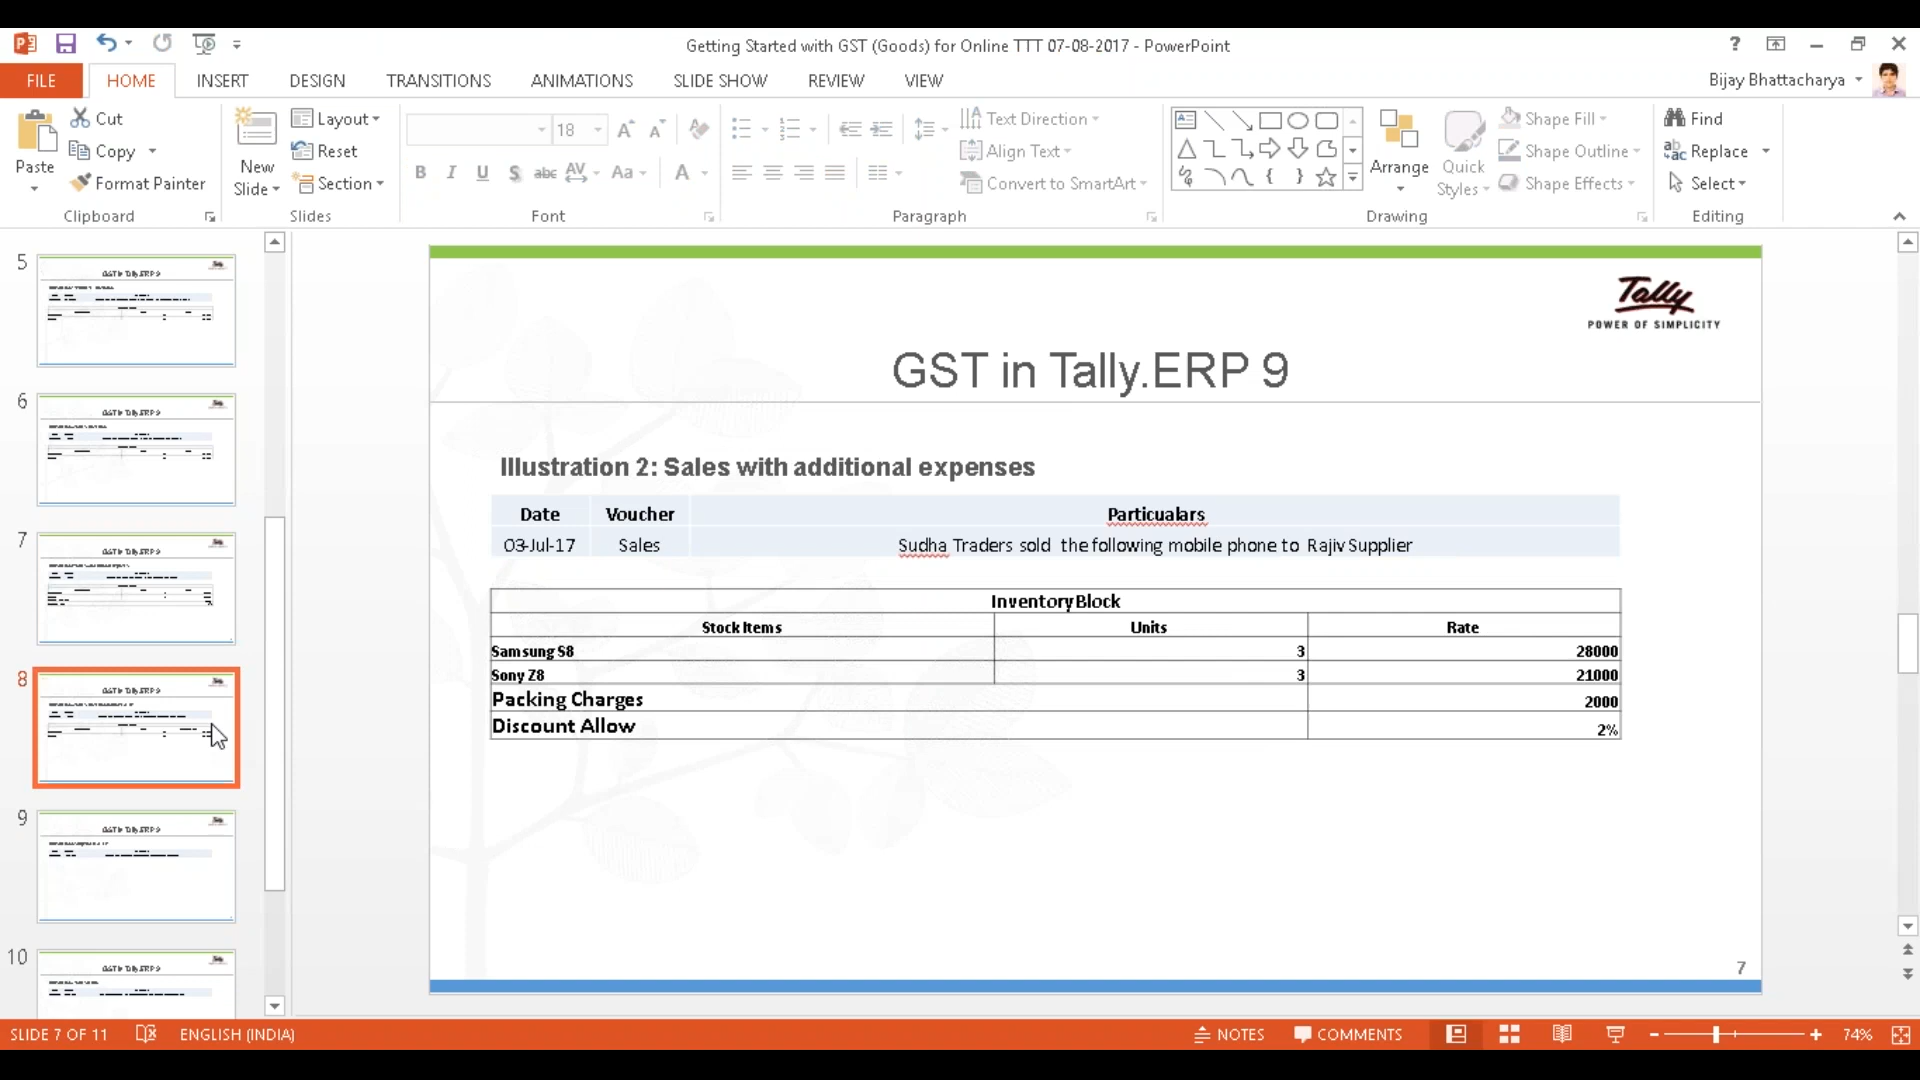 Getting Started with GST (Goods) for Online TTT 07-08-2017 - PowerPoint
?
FILE HOME INSERT DESIGN TRANSITIONS ANIMATIONS SLIDE SHOW REVIEW VIEW Bijay Bhattacharya
Paste Cut Copy Format Painter
Clipboard
New Slide Layout Reset Section
Slides
18
B I U S abc AV Aa A
Font
Text Direction
Align Text
Convert to SmartArt
Paragraph
Arrange Quick Styles
Shape Fill
Shape Outline
Shape Effects
Drawing
Find
Replace
Select
Editing
5
6
7
8
9
10
Tally
POWER OF SIMPLICITY
GST in Tally.ERP 9
Illustration 2: Sales with additional expenses
Date Voucher Particualars
03-Jul-17 Sales Sudha Traders sold the following mobile phone to Rajiv Supplier
Inventory Block
Stock Items Units Rate
Samsung S8 3 28000
Sony Z8 3 21000
Packing Charges 2000
Discount Allow 2%
7
SLIDE 7 OF 11 ENGLISH (INDIA) NOTES COMMENTS 74%